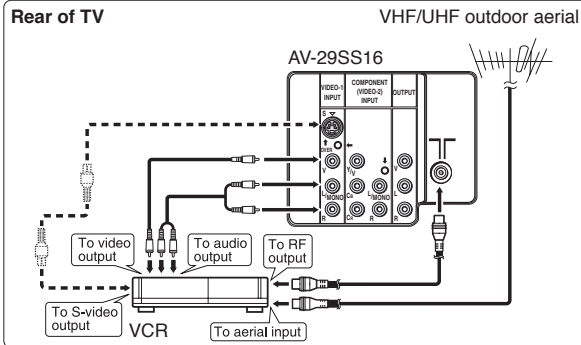 Rear of TV
VHF/UHF outdoor aerial
AV-29SS16
VIDEO-1
INPUT
COMPONENT
(VIDEO-2)
INPUT
OUTPUT
S
OVER
V
Y/V
V
L/MONO
CB
L/MONO
L
R
CR
R
R
To video
output
To audio
output
To RF
output
To S-video
output
VCR
To aerial input